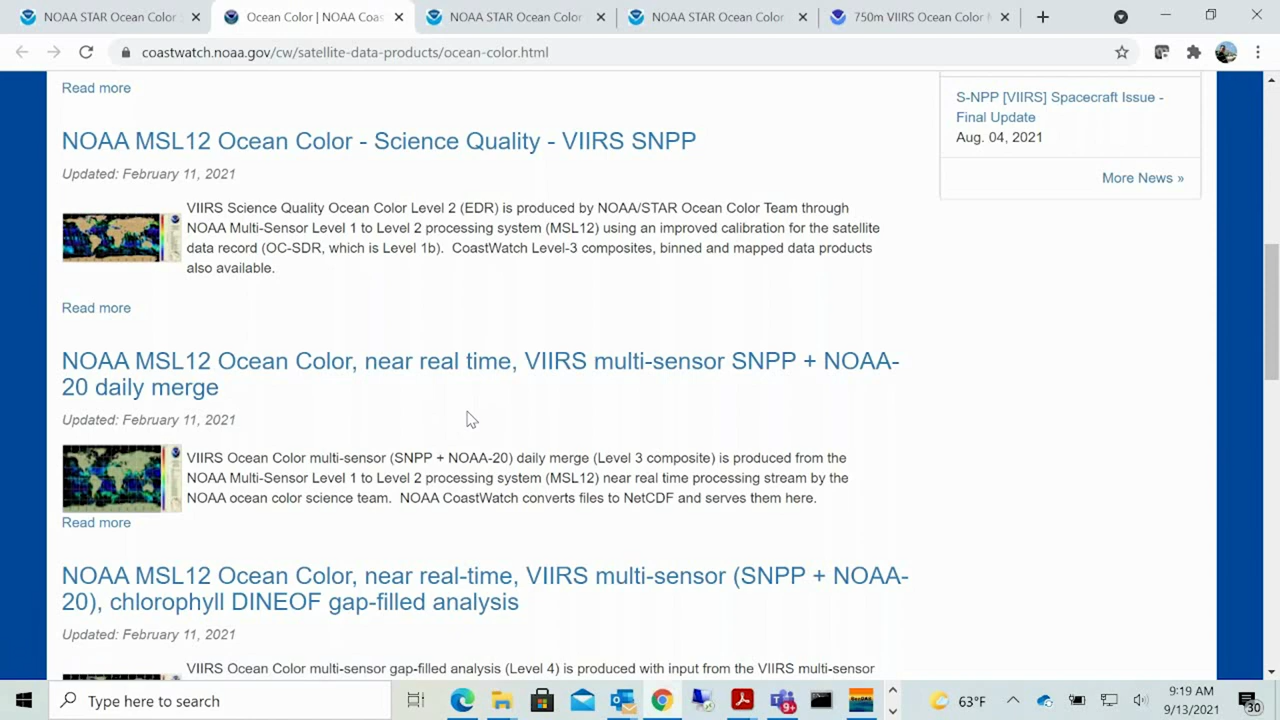 NOAA STAR Ocean Color
Ocean Color | NOAA Coas
NOAA STAR Ocean Color
NOAA STAR Ocean Color
750m VIIRS Ocean Color
coastwatch.noaa.gov/cw/satellite-data-products/ocean-color.html
Read more
NOAA MSL12 Ocean Color - Science Quality - VIIRS SNPP
Updated: February 11, 2021
VIIRS Science Quality Ocean Color Level 2 (EDR) is produced by NOAA/STAR Ocean Color Team through
NOAA Multi-Sensor Level 1 to Level 2 processing system (MSL12) using an improved calibration for the satellite
data record (OC-SDR, which is Level 1b). CoastWatch Level-3 composites, binned and mapped data products
also available.
Read more
NOAA MSL12 Ocean Color, near real time, VIIRS multi-sensor SNPP + NOAA-
20 daily merge
Updated: February 11, 2021
VIIRS Ocean Color multi-sensor (SNPP + NOAA-20) daily merge (Level 3 composite) is produced from the
NOAA Multi-Sensor Level 1 to Level 2 processing system (MSL12) near real time processing stream by the
NOAA ocean color science team. NOAA CoastWatch converts files to NetCDF and serves them here.
Read more
NOAA MSL12 Ocean Color, near real-time, VIIRS multi-sensor (SNPP + NOAA-
20), chlorophyll DINEOF gap-filled analysis
Updated: February 11, 2021
VIIRS Ocean Color multi-sensor gap-filled analysis (Level 4) is produced with input from the VIIRS multi-sensor
S-NPP [VIIRS] Spacecraft Issue -
Final Update
Aug. 04, 2021
More News »
Type here to search
9+
63°F
9:19 AM
9/13/2021
30